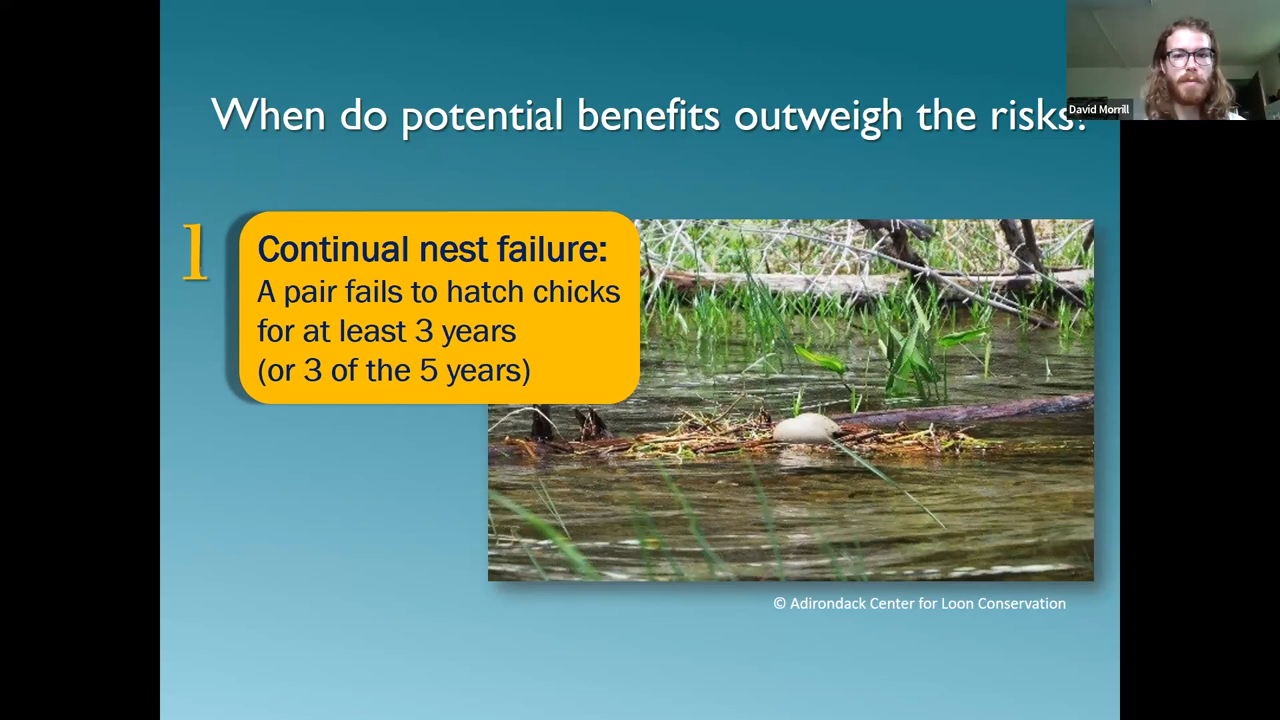 When do potential benefits outweigh the risks?
David Morrill
1
Continual nest failure:
A pair fails to hatch chicks
for at least 3 years
(or 3 of the 5 years)
© Adirondack Center for Loon Conservation